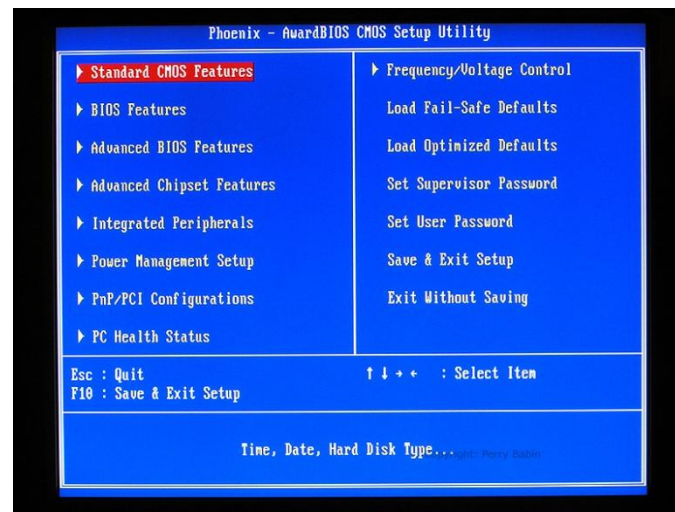 Phoenix - AwardBIOS CMOS Setup Utility
Standard CMOS Features
BIOS Features
Advanced BIOS Features
Advanced Chipset Features
Integrated Peripherals
Power Management Setup
PnP/PCI Configurations
PC Health Status
Frequency/Voltage Control
Load Fail-Safe Defaults
Load Optimized Defaults
Set Supervisor Password
Set User Password
Save & Exit Setup
Exit Without Saving
Esc : Quit
F10 : Save & Exit Setup
↑ ↓ → ← : Select Item
Time, Date, Hard Disk Type...
Perry Babin